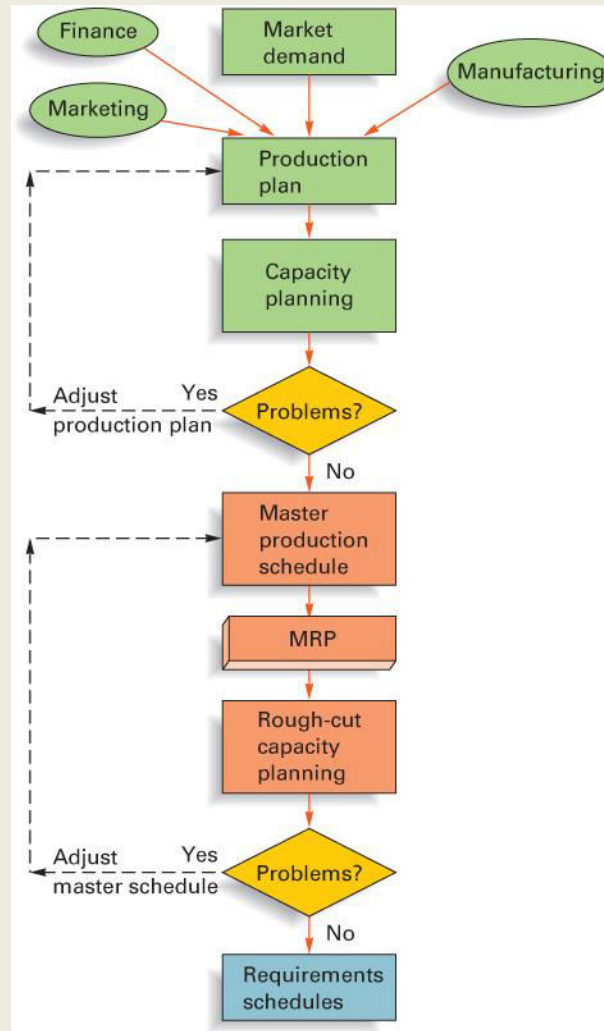 Finance
Market
demand
Manufacturing
Marketing
Production
plan
Capacity
planning
Adjust Yes
production plan
Problems?
No
Master
production
schedule
MRP
Rough-cut
capacity
planning
Adjust Yes
master schedule
Problems?
No
Requirements
schedules